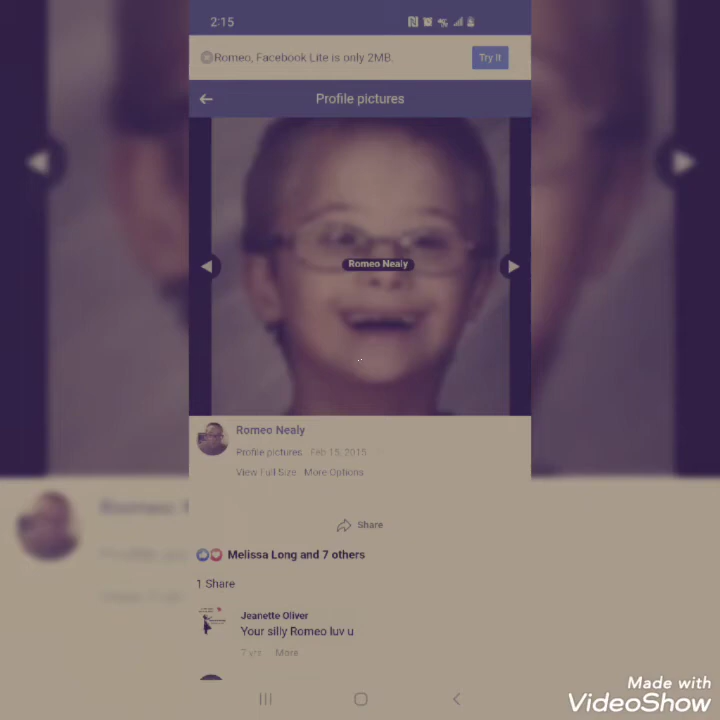 2:15
Romeo, Facebook Lite is only 2MB.
Try It
Profile pictures
Romeo Nealy
Romeo Nealy
Profile pictures Feb 15, 2015
View Full Size More Options
Share
Melissa Long and 7 others
1 Share
Jeanette Oliver
Your silly Romeo luv u
7 yrs More
Made with
VideoShow